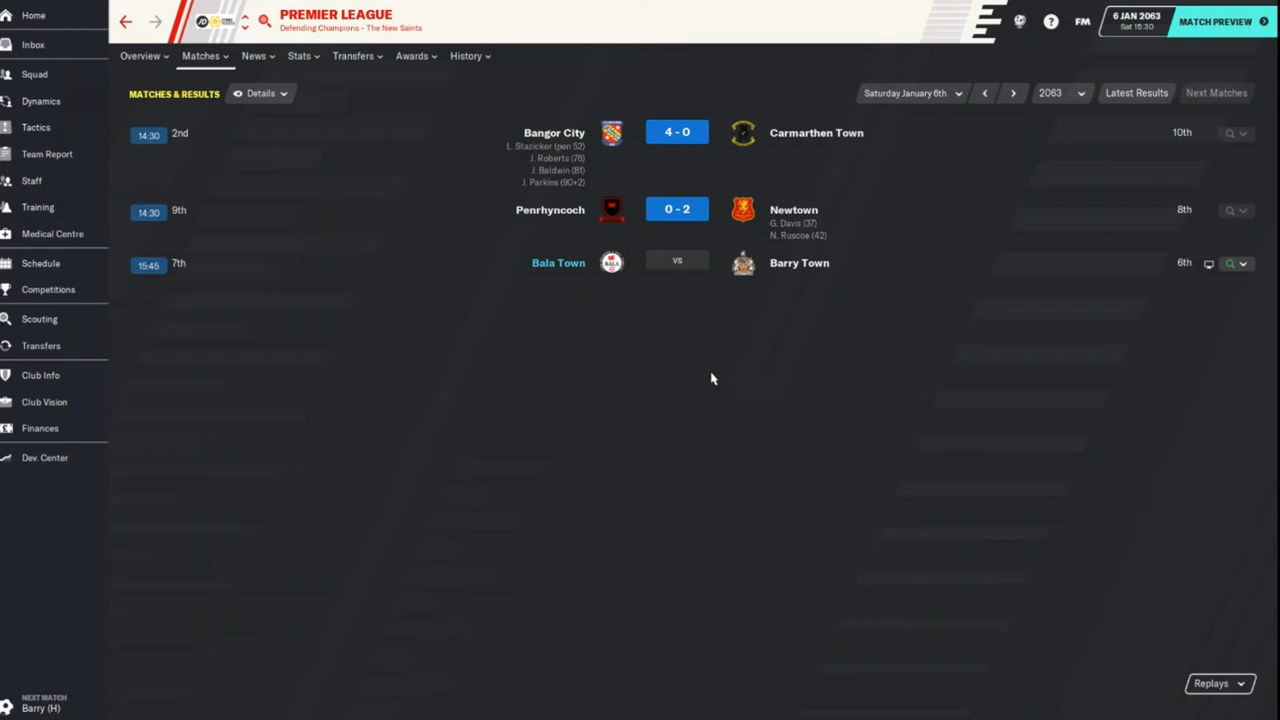 Home
Inbox
Squad
Dynamics
Tactics
Team Report
Staff
Training
Medical Centre
Schedule
Competitions
Scouting
Transfers
Club Info
Club Vision
Finances
Dev. Center
NEXT MATCH
Barry (H)
PREMIER LEAGUE
Defending Champions - The New Saints
? FM 6 JAN 2063
Sat 15:30
MATCH PREVIEW
Overview Matches News Stats Transfers Awards History
MATCHES & RESULTS Details Saturday January 6th 2063 Latest Results Next Matches
14:30 2nd Bangor City 4 - 0 Carmarthen Town 10th
L. Stazicker (pen 52)
J. Roberts (76)
J. Baldwin (81)
J. Parkins (90+2)
14:30 9th Penrhyncoch 0 - 2 Newtown 8th
G. Davis (37)
N. Ruscoe (42)
15:45 7th Bala Town vs Barry Town 6th
Replays